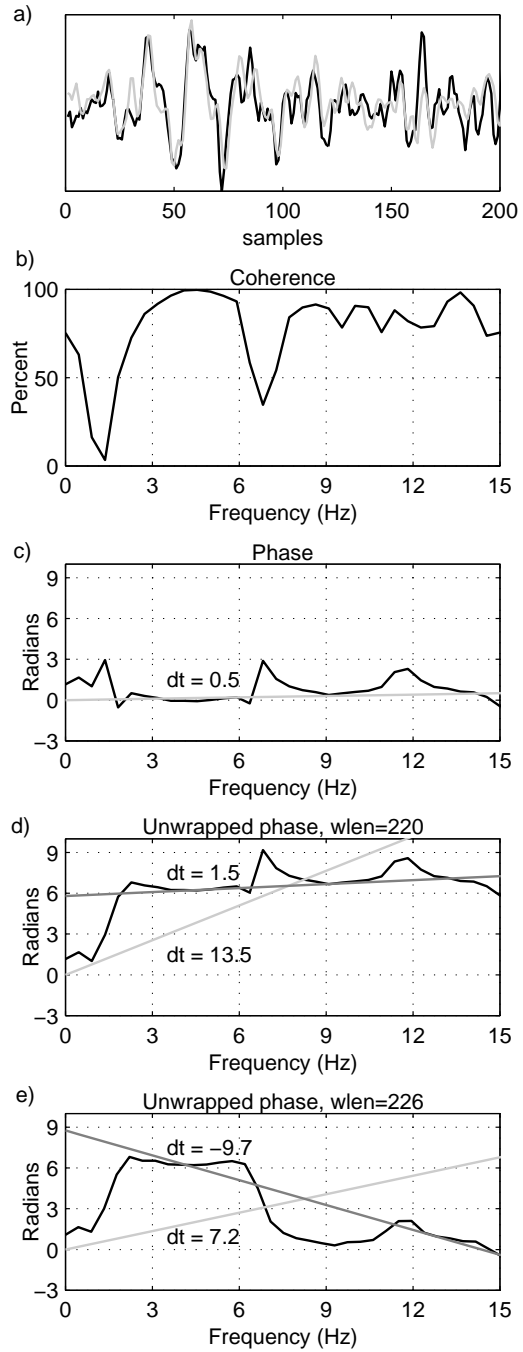 a)
0 50 100 150 200
samples
b)
Coherence
100
50
0
Percent
0 3 6 9 12 15
Frequency (Hz)
c)
Phase
9
6
3
0
−3
Radians
dt = 0.5
0 3 6 9 12 15
Frequency (Hz)
d)
Unwrapped phase, wlen=220
9
6
3
0
−3
Radians
dt = 1.5
dt = 13.5
0 3 6 9 12 15
Frequency (Hz)
e)
Unwrapped phase, wlen=226
9
6
3
0
−3
Radians
dt = −9.7
dt = 7.2
0 3 6 9 12 15
Frequency (Hz)